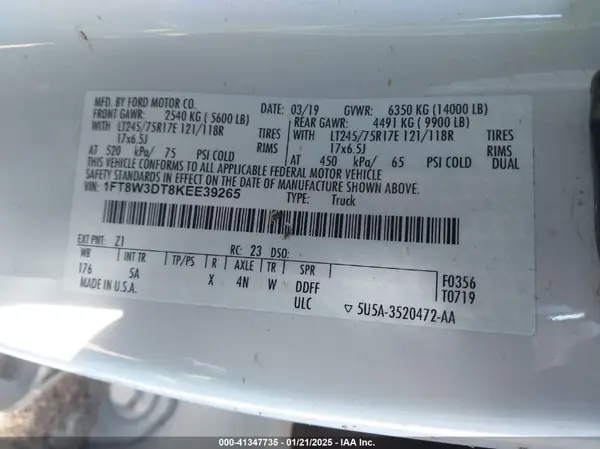 MFD. BY FORD MOTOR CO.
DATE: 03/19 GVWR: 6350 KG (14000 LB)
FRONT GAWR: 2540 KG (5600 LB) REAR GAWR: 4491 KG (9900 LB)
WITH LT245/75R17E 121/118R TIRES WITH LT245/75R17E 121/118R TIRES
17x6.5J RIMS 17x6.5J RIMS
AT 520 kPa/ 75 PSI COLD AT 450 kPa/ 65 PSI COLD DUAL
THIS VEHICLE CONFORMS TO ALL APPLICABLE FEDERAL MOTOR VEHICLE
SAFETY STANDARDS IN EFFECT ON THE DATE OF MANUFACTURE SHOWN ABOVE.
VIN: 1FT8W3DT8KEE39265 TYPE: Truck
EXT PNT: Z1 RC: 23 DSO:
WB INT TR TP/PS R AXLE TR SPR F0356
176 5A X 4N W DDFF T0719
MADE IN U.S.A. ULC ▽ 5U5A-3520472-AA
©-41347735 - 01/21/2025 - IAA Inc.